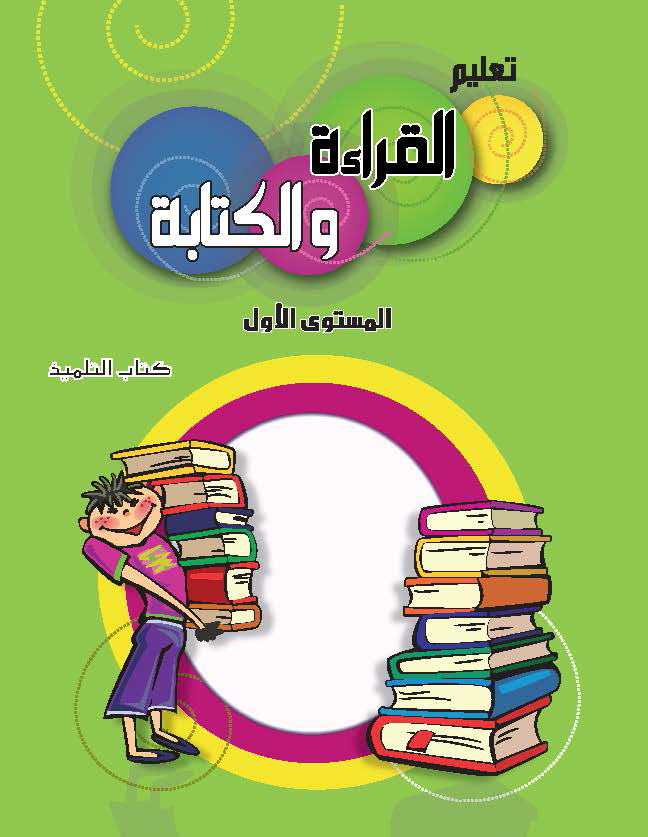 تعليم
القراءة
والكتابة
المستوى الأول
كتاب التلميذ